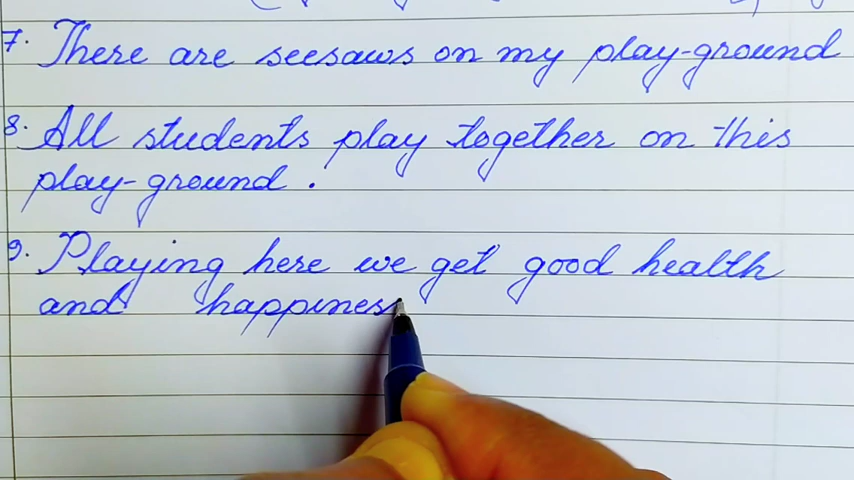 7. There are seesaws on my play-ground
8. All students play together on this
play-ground.
9. Playing here we get good health
and happiness